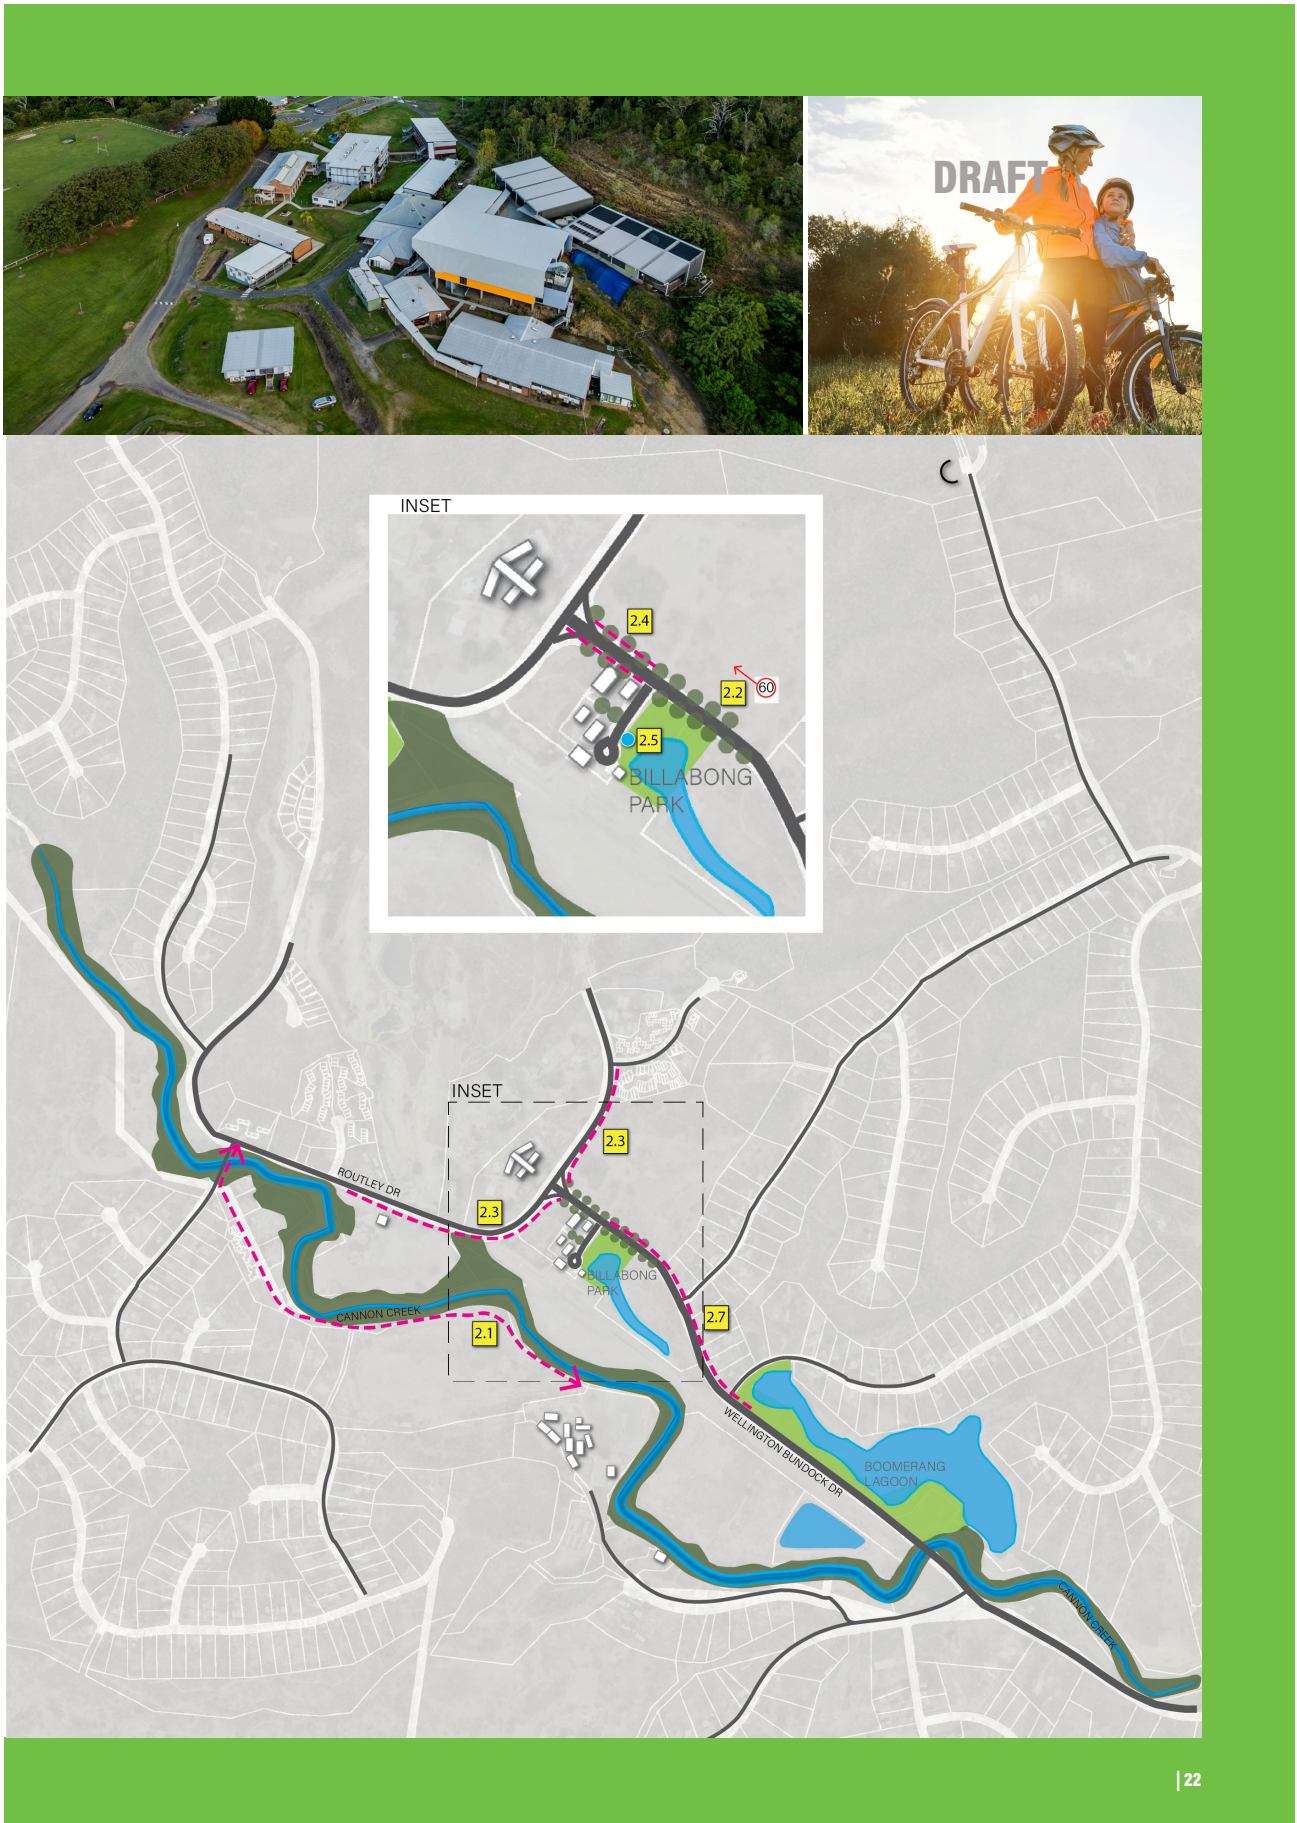 DRAFT
INSET
2.4
2.2
60
2.5
BILLABONG
PARK
INSET
2.3
ROUTLEY DR
2.3
BILLABONG
PARK
CANNON CREEK
2.1
2.7
WELLINGTON BUNDOCK DR
BOOMERANG
LAGOON
CANNON CREEK
22